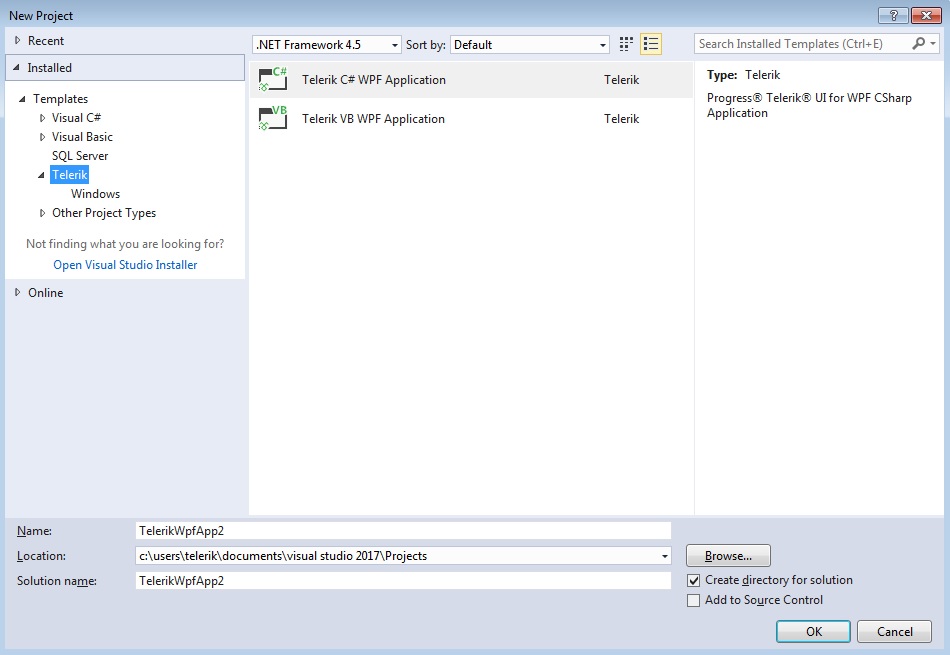 New Project
?
Recent
Installed
Templates
Visual C#
Visual Basic
SQL Server
Telerik
Windows
Other Project Types
Not finding what you are looking for?
Open Visual Studio Installer
Online
.NET Framework 4.5
Sort by: Default
Search Installed Templates (Ctrl+E)
C# Telerik C# WPF Application Telerik
VB Telerik VB WPF Application Telerik
Type: Telerik
Progress® Telerik® UI for WPF CSharp
Application
Name: TelerikWpfApp2
Location: c:\users\telerik\documents\visual studio 2017\Projects
Browse...
Solution name: TelerikWpfApp2
Create directory for solution
Add to Source Control
OK Cancel